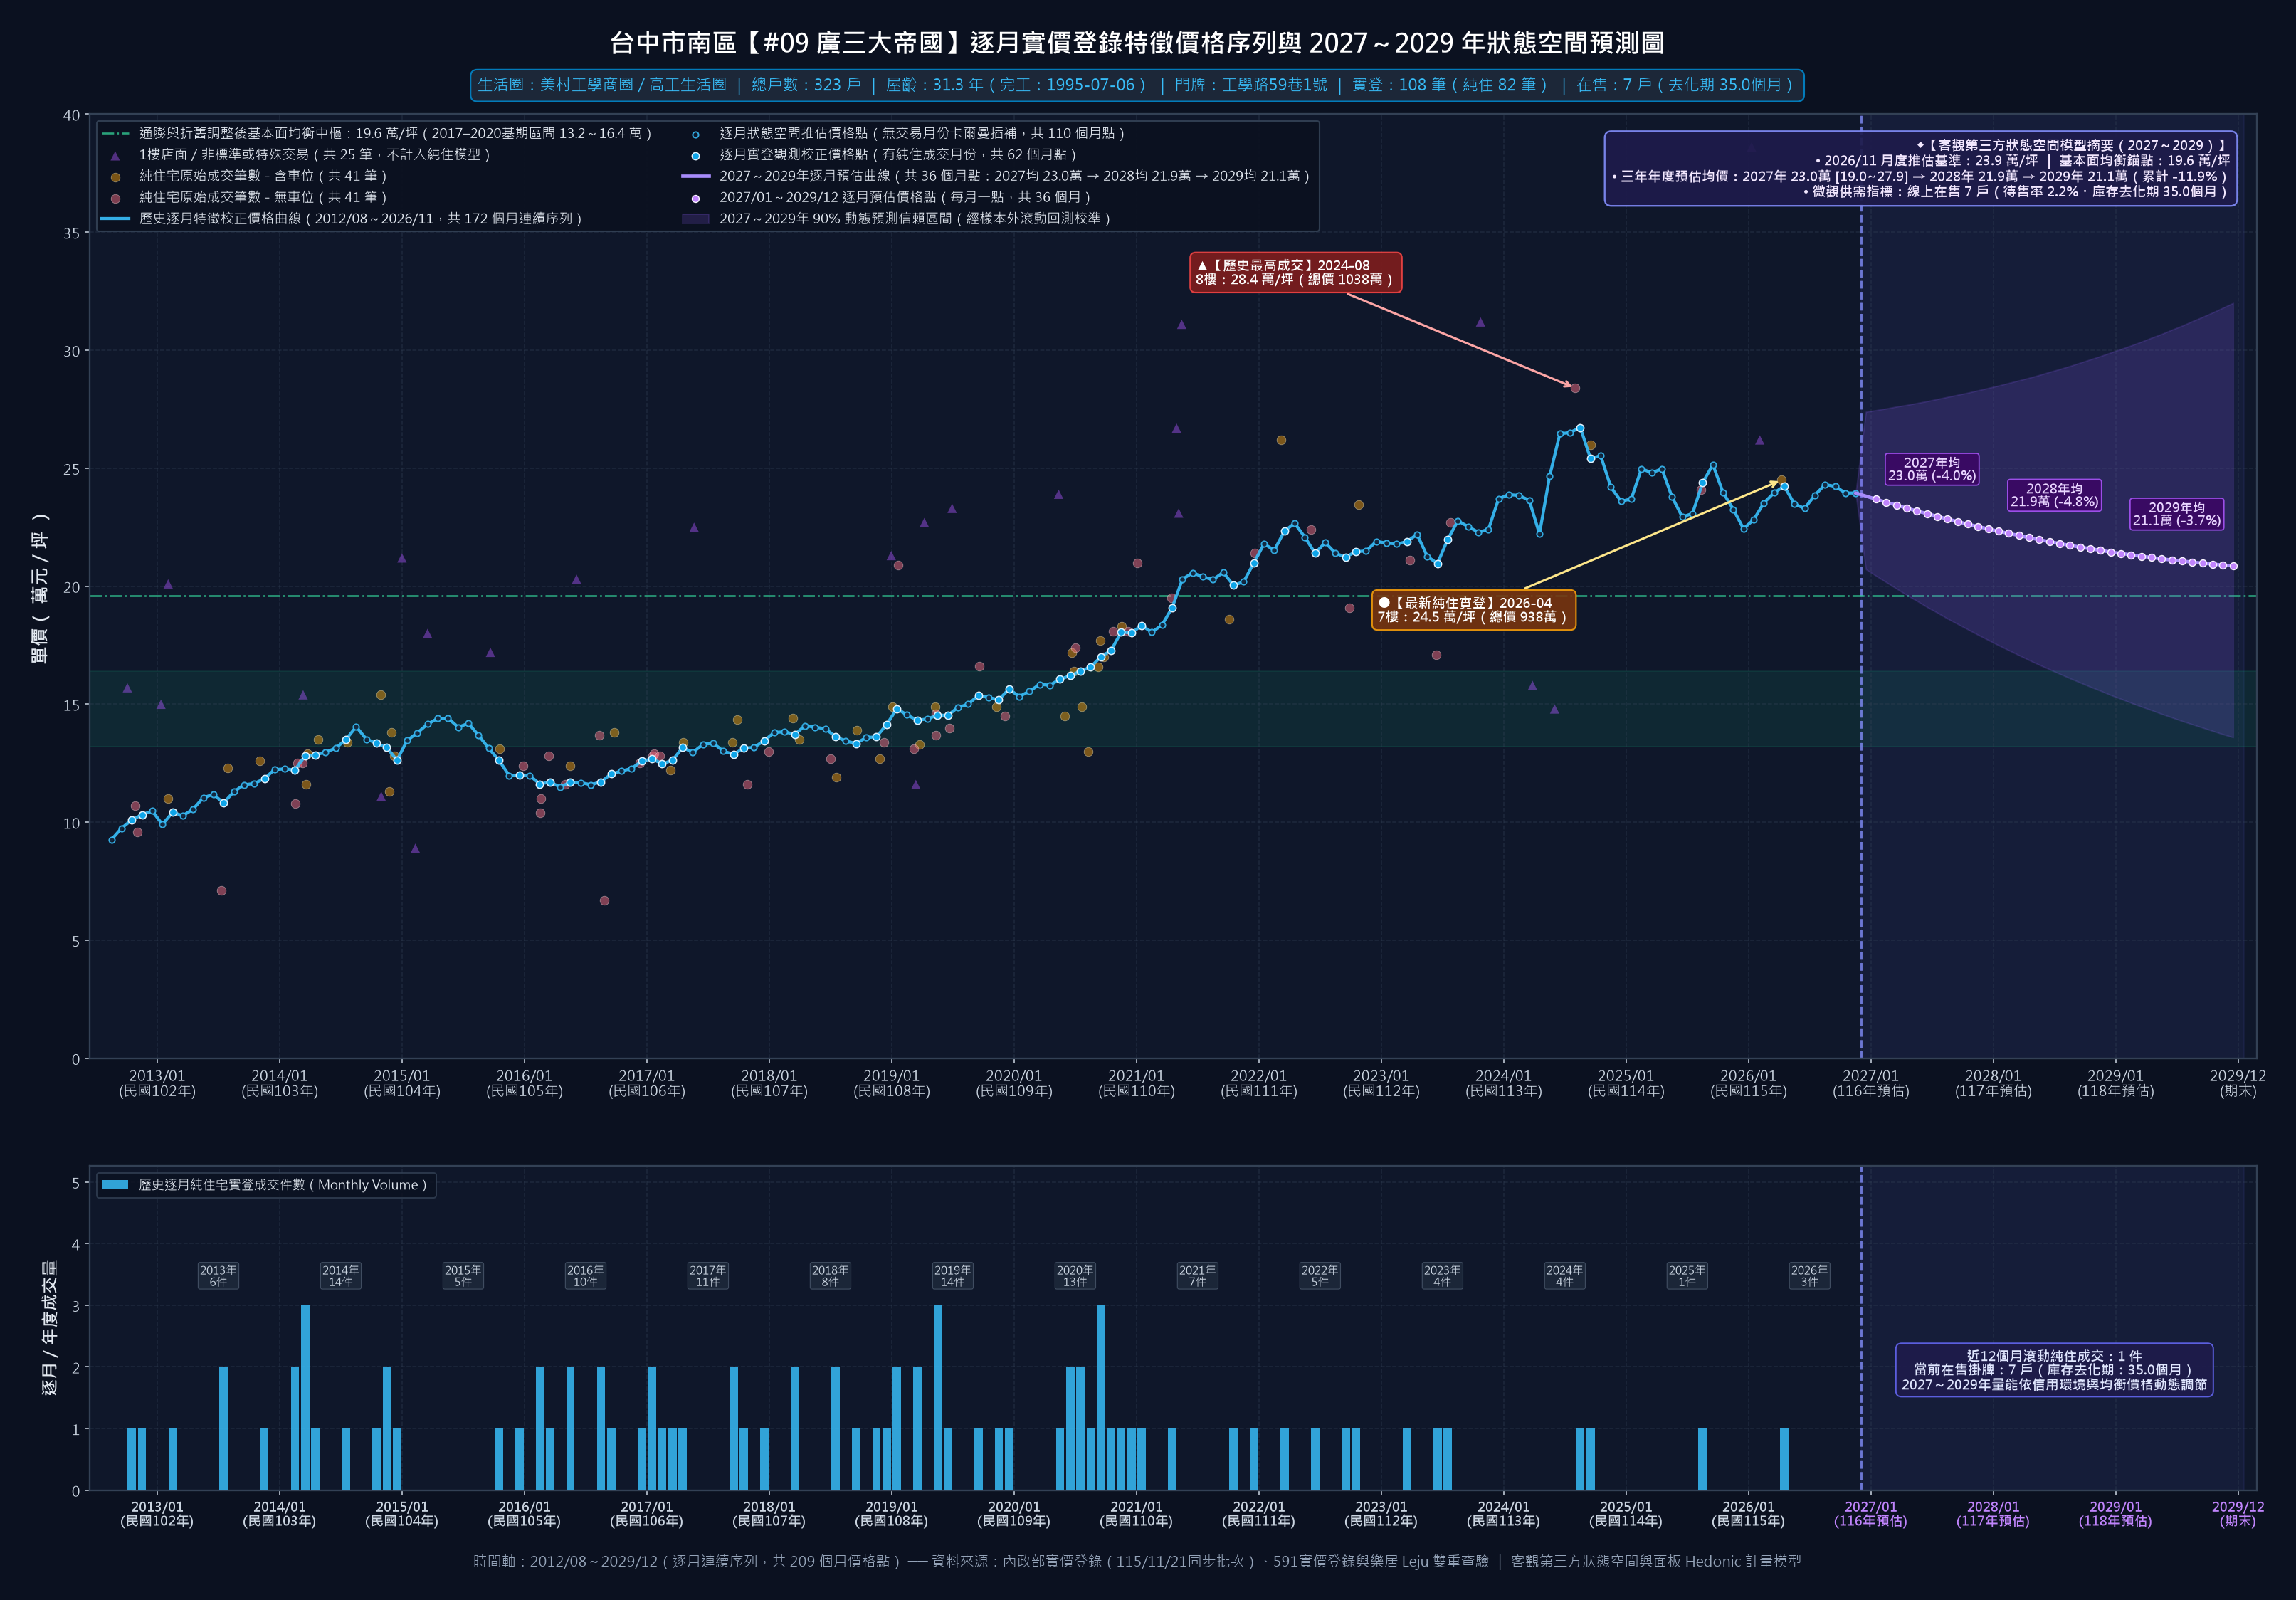 台中市南區【#09 廣三大帝國】逐月實價登錄特徵價格序列與 2027～2029 年狀態空間預測圖
生活圈：美村工學商圈 / 高工生活圈 ｜ 總戶數：323 戶 ｜ 屋齡：31.3 年（完工：1995-07-06） ｜ 門牌：工學路59巷1號 ｜ 實登：108 筆（純住 82 筆） ｜ 在售：7 戶（去化期 35.0個月）
通膨與折舊調整後基本面均衡中樞：19.6 萬/坪（2017–2020基期區間 13.2～16.4 萬）
1樓店面 / 非標準或特殊交易（共 25 筆，不計入純住模型）
純住宅原始成交筆數 - 含車位（共 41 筆）
純住宅原始成交筆數 - 無車位（共 41 筆）
歷史逐月特徵校正價格曲線（2012/08～2026/11，共 172 個月連續序列）
逐月狀態空間推估價格點（無交易月份卡爾曼插補，共 110 個月點）
逐月實登觀測校正價格點（有純住成交月份，共 62 個月點）
2027～2029年逐月預估曲線（共 36 個月點：2027均 23.0萬 → 2028均 21.9萬 → 2029均 21.1萬）
2027/01～2029/12 逐月預估價格點（每月一點，共 36 個月）
2027～2029年 90% 動態預測信賴區間（經樣本外滾動回測校準）
◆【客觀第三方狀態空間模型摘要（2027～2029）】
• 2026/11 月度推估基準：23.9 萬/坪 ｜ 基本面均衡錨點：19.6 萬/坪
• 三年年度預估均價：2027年 23.0萬 [19.0~27.9] → 2028年 21.9萬 → 2029年 21.1萬（累計 -11.9%）
• 微觀供需指標：線上在售 7 戶（待售率 2.2%．庫存去化期 35.0個月）
▲【歷史最高成交】2024-08
8樓：28.4 萬/坪（總價 1038萬）
●【最新純住實登】2026-04
7樓：24.5 萬/坪（總價 938萬）
2027年均
23.0萬 (-4.0%)
2028年均
21.9萬 (-4.8%)
2029年均
21.1萬 (-3.7%)
單價（ 萬元 / 坪 ）
40
35
30
25
20
15
10
5
0
2013/01
(民國102年)
2014/01
(民國103年)
2015/01
(民國104年)
2016/01
(民國105年)
2017/01
(民國106年)
2018/01
(民國107年)
2019/01
(民國108年)
2020/01
(民國109年)
2021/01
(民國110年)
2022/01
(民國111年)
2023/01
(民國112年)
2024/01
(民國113年)
2025/01
(民國114年)
2026/01
(民國115年)
2027/01
(116年預估)
2028/01
(117年預估)
2029/01
(118年預估)
2029/12
(期末)
歷史逐月純住宅實登成交件數（Monthly Volume）
逐月 / 年度成交量
5
4
3
2
1
0
2013年
6件
2014年
14件
2015年
5件
2016年
10件
2017年
11件
2018年
8件
2019年
14件
2020年
13件
2021年
7件
2022年
5件
2023年
4件
2024年
4件
2025年
1件
2026年
3件
近12個月滾動純住成交：1 件
當前在售掛牌：7 戶（庫存去化期：35.0個月）
2027～2029年量能依信用環境與均衡價格動態調節
2013/01
(民國102年)
2014/01
(民國103年)
2015/01
(民國104年)
2016/01
(民國105年)
2017/01
(民國106年)
2018/01
(民國107年)
2019/01
(民國108年)
2020/01
(民國109年)
2021/01
(民國110年)
2022/01
(民國111年)
2023/01
(民國112年)
2024/01
(民國113年)
2025/01
(民國114年)
2026/01
(民國115年)
2027/01
(116年預估)
2028/01
(117年預估)
2029/01
(118年預估)
2029/12
(期末)
時間軸：2012/08～2029/12（逐月連續序列，共 209 個月價格點） ── 資料來源：內政部實價登錄（115/11/21同步批次）、591實價登錄與樂居 Leju 雙重查驗 ｜ 客觀第三方狀態空間與面板 Hedonic 計量模型